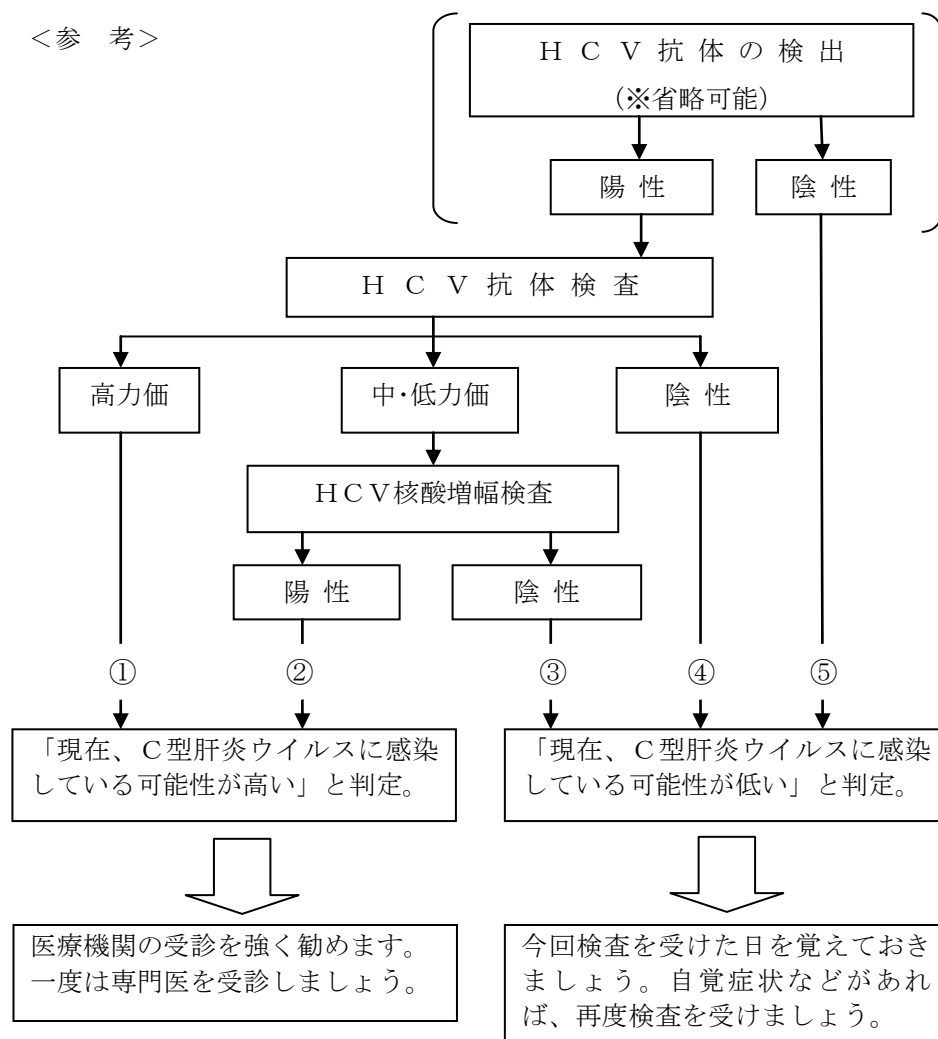 ＜参　考＞
ＨＣＶ抗体の検出
（※省略可能）
陽 性
陰 性
ＨＣＶ抗体検査
高力価
中・低力価
陰 性
ＨＣＶ核酸増幅検査
陽 性
陰 性
①
②
③
④
⑤
「現在、Ｃ型肝炎ウイルスに感染
している可能性が高い」と判定。
「現在、Ｃ型肝炎ウイルスに感染
している可能性が低い」と判定。
医療機関の受診を強く勧めます。
一度は専門医を受診しましょう。
今回検査を受けた日を覚えておき
ましょう。自覚症状などがあれ
ば、再度検査を受けましょう。